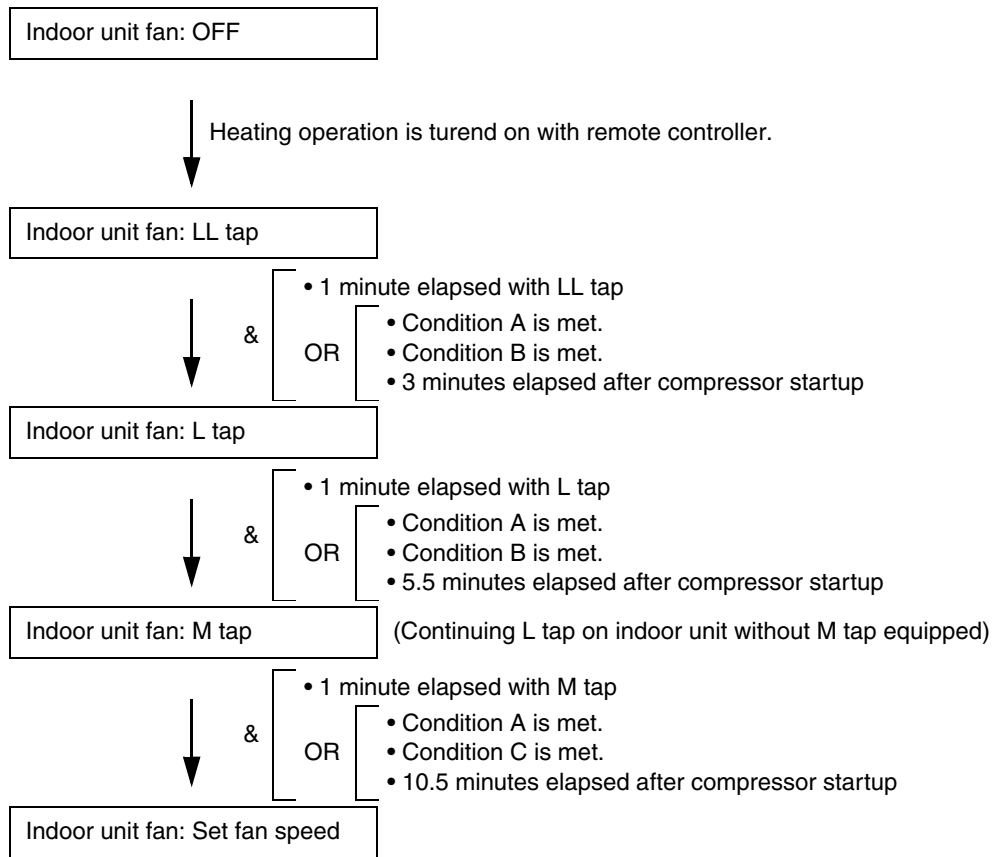 Indoor unit fan: OFF
Heating operation is turend on with remote controller.
Indoor unit fan: LL tap
&
• 1 minute elapsed with LL tap
OR
• Condition A is met.
• Condition B is met.
• 3 minutes elapsed after compressor startup
Indoor unit fan: L tap
&
• 1 minute elapsed with L tap
OR
• Condition A is met.
• Condition B is met.
• 5.5 minutes elapsed after compressor startup
Indoor unit fan: M tap (Continuing L tap on indoor unit without M tap equipped)
&
• 1 minute elapsed with M tap
OR
• Condition A is met.
• Condition C is met.
• 10.5 minutes elapsed after compressor startup
Indoor unit fan: Set fan speed